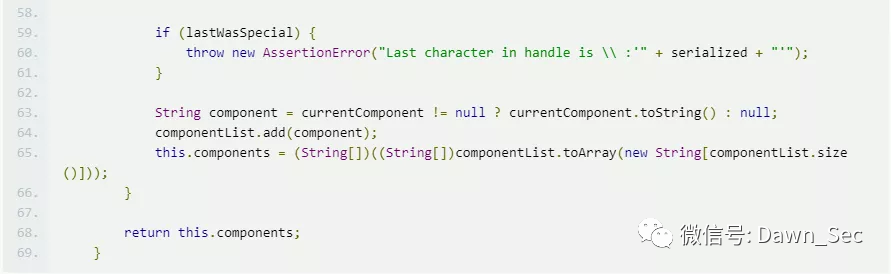 58.
59. if (lastWasSpecial) {
60. throw new AssertionError("Last character in handle is \\ :'" + serialized + "'");
61. }
62.
63. String component = currentComponent != null ? currentComponent.toString() : null;
64. componentList.add(component);
65. this.components = (String[])((String[])componentList.toArray(new String[componentList.size
()]));
66. }
67.
68. return this.components;
69. }
微信号: Dawn_Sec